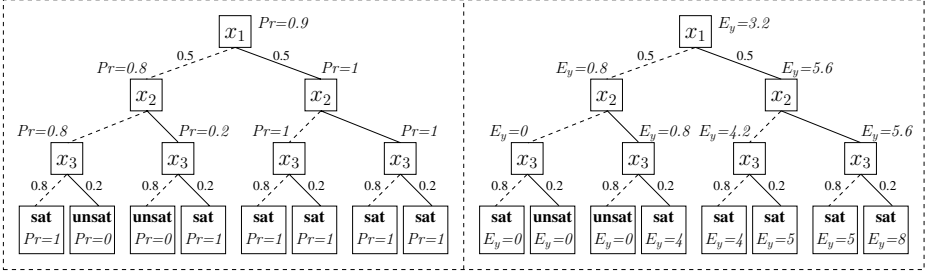 x1 Pr=0.9
0.5 0.5
Pr=0.8 Pr=1
x2 x2
Pr=0.8 Pr=0.2 Pr=1 Pr=1
x3 x3 x3 x3
0.8 0.2 0.8 0.2 0.8 0.2 0.8 0.2
sat unsat unsat sat sat sat sat sat
Pr=1 Pr=0 Pr=0 Pr=1 Pr=1 Pr=1 Pr=1 Pr=1
x1 Ey=3.2
0.5 0.5
Ey=0.8 Ey=5.6
x2 x2
Ey=0 Ey=0.8 Ey=4.2 Ey=5.6
x3 x3 x3 x3
0.8 0.2 0.8 0.2 0.8 0.2 0.8 0.2
sat unsat unsat sat sat sat sat sat
Ey=0 Ey=0 Ey=0 Ey=4 Ey=4 Ey=5 Ey=5 Ey=8